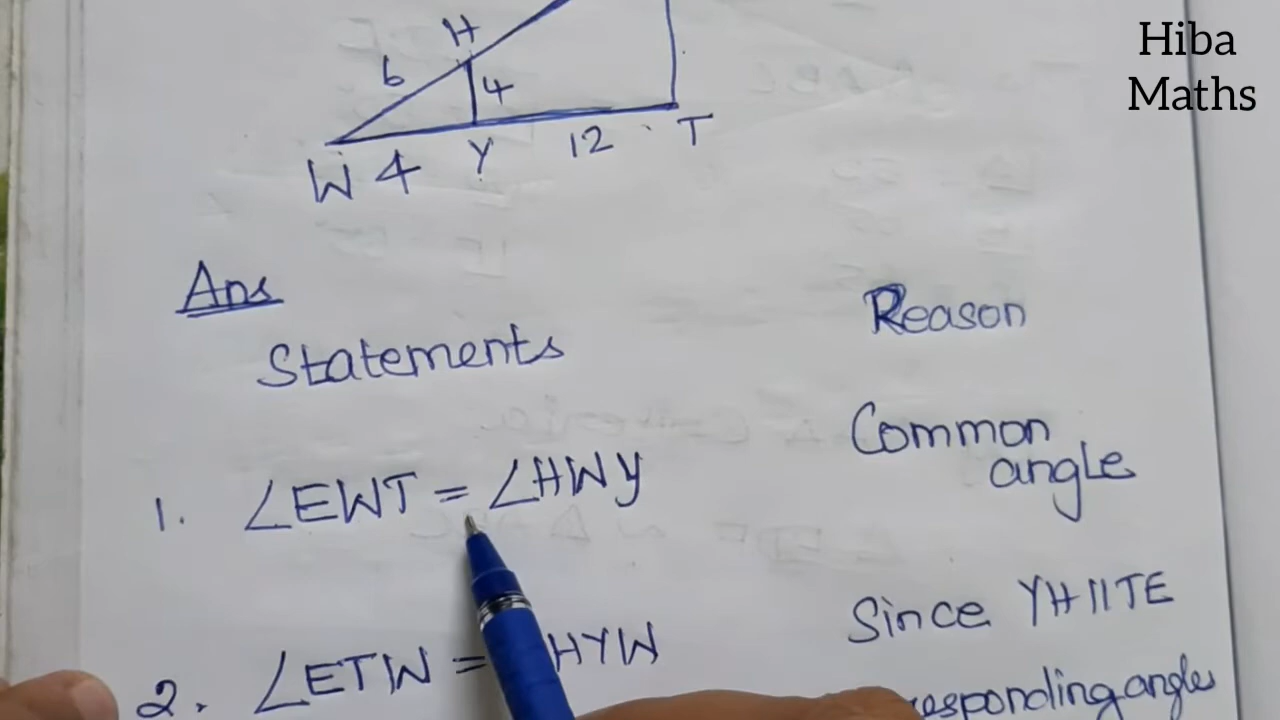 Hiba
Maths
H
6
4
W 4 Y 12 T
Ans
Statements
Reason
1. ∠EWT = ∠HWY
Common
angle
2. ∠ETW = HYW
Since YH||TE
angles